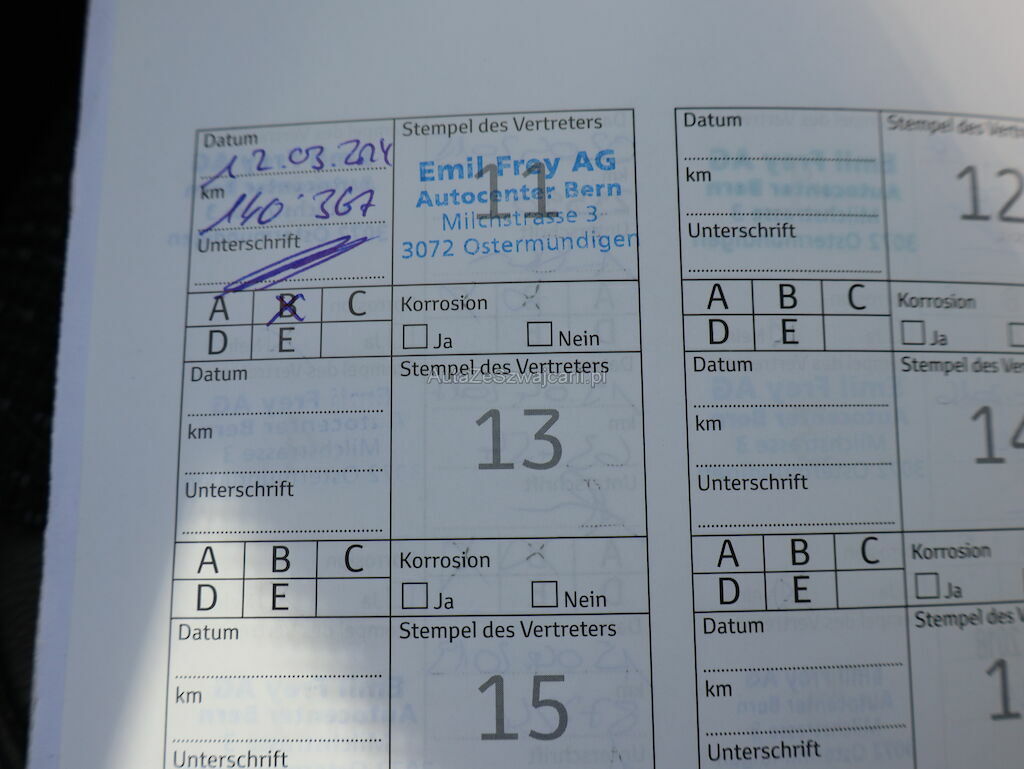 Datum
12.03.2024
km
140'367
Unterschrift
Stempel des Vertreters
11
Emil Frey AG
Autocenter Bern
Milchstrasse 3
3072 Ostermundigen
A B C
D E
Korrosion
Ja Nein
Datum
km
Unterschrift
Stempel des Vertreters
12
A B C
D E
Korrosion
Ja
Datum
km
Unterschrift
Stempel des Vertreters
AutaZeSzwajcarii.pl
13
A B C
D E
Korrosion
Ja Nein
Datum
km
Unterschrift
Stempel des V
14
A B C
D E
Korrosion
Ja
Datum
km
Unterschrift
Stempel des Vertreters
15
Datum
km
Unterschrift
Stempel des
1